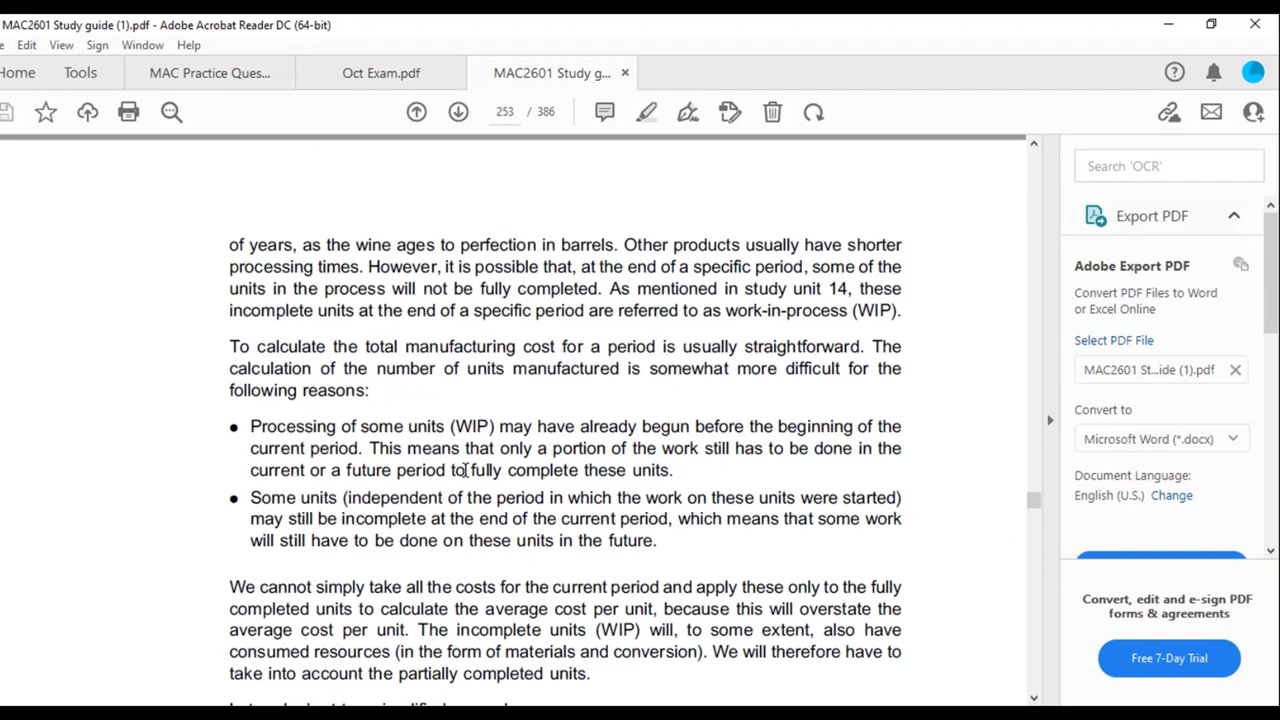 MAC2601 Study guide (1).pdf - Adobe Acrobat Reader DC (64-bit)
Edit View Sign Window Help
Home Tools MAC Practice Ques... Oct Exam.pdf MAC2601 Study g... ×
253 / 386
Search 'OCR'
Export PDF
Adobe Export PDF
Convert PDF Files to Word
or Excel Online
Select PDF File
MAC2601 St...ide (1).pdf
Convert to
Microsoft Word (*.docx)
Document Language:
English (U.S.) Change
Convert, edit and e-sign PDF
forms & agreements
Free 7-Day Trial
of years, as the wine ages to perfection in barrels. Other products usually have shorter
processing times. However, it is possible that, at the end of a specific period, some of the
units in the process will not be fully completed. As mentioned in study unit 14, these
incomplete units at the end of a specific period are referred to as work-in-process (WIP).
To calculate the total manufacturing cost for a period is usually straightforward. The
calculation of the number of units manufactured is somewhat more difficult for the
following reasons:
● Processing of some units (WIP) may have already begun before the beginning of the
current period. This means that only a portion of the work still has to be done in the
current or a future period to fully complete these units.
● Some units (independent of the period in which the work on these units were started)
may still be incomplete at the end of the current period, which means that some work
will still have to be done on these units in the future.
We cannot simply take all the costs for the current period and apply these only to the fully
completed units to calculate the average cost per unit, because this will overstate the
average cost per unit. The incomplete units (WIP) will, to some extent, also have
consumed resources (in the form of materials and conversion). We will therefore have to
take into account the partially completed units.